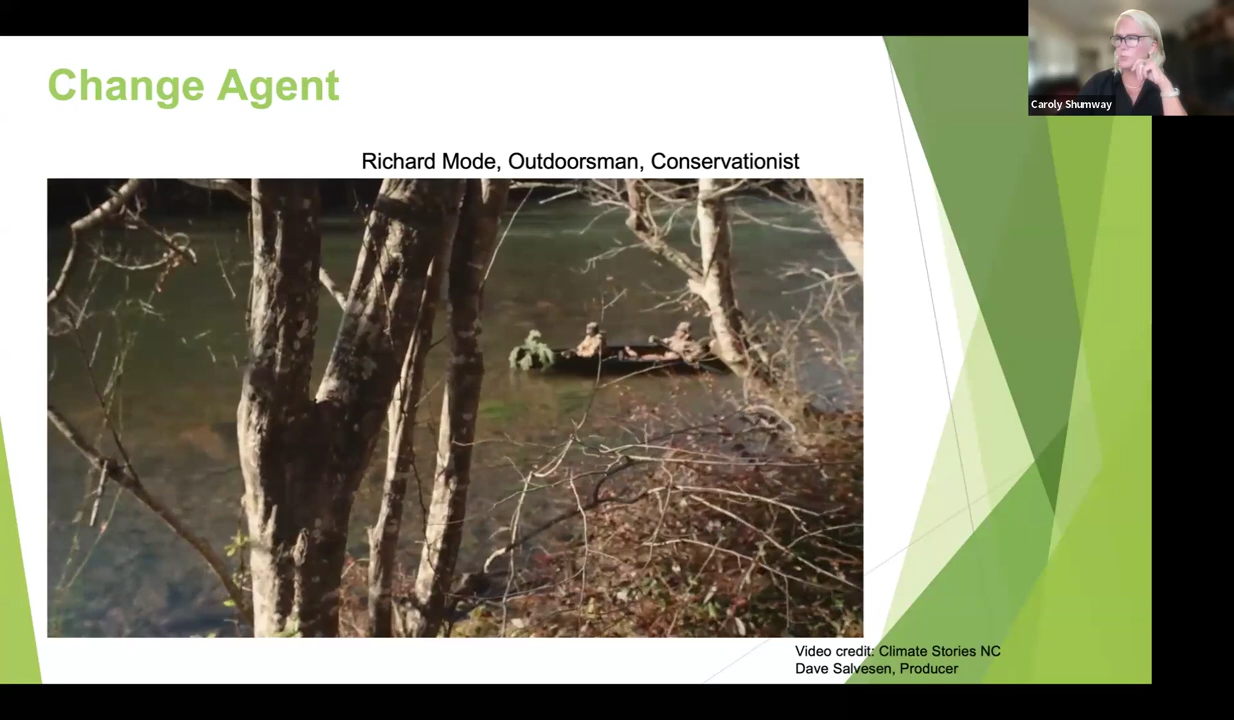 Change Agent
Caroly Shumway
Richard Mode, Outdoorsman, Conservationist
Video credit: Climate Stories NC
Dave Salvesen, Producer